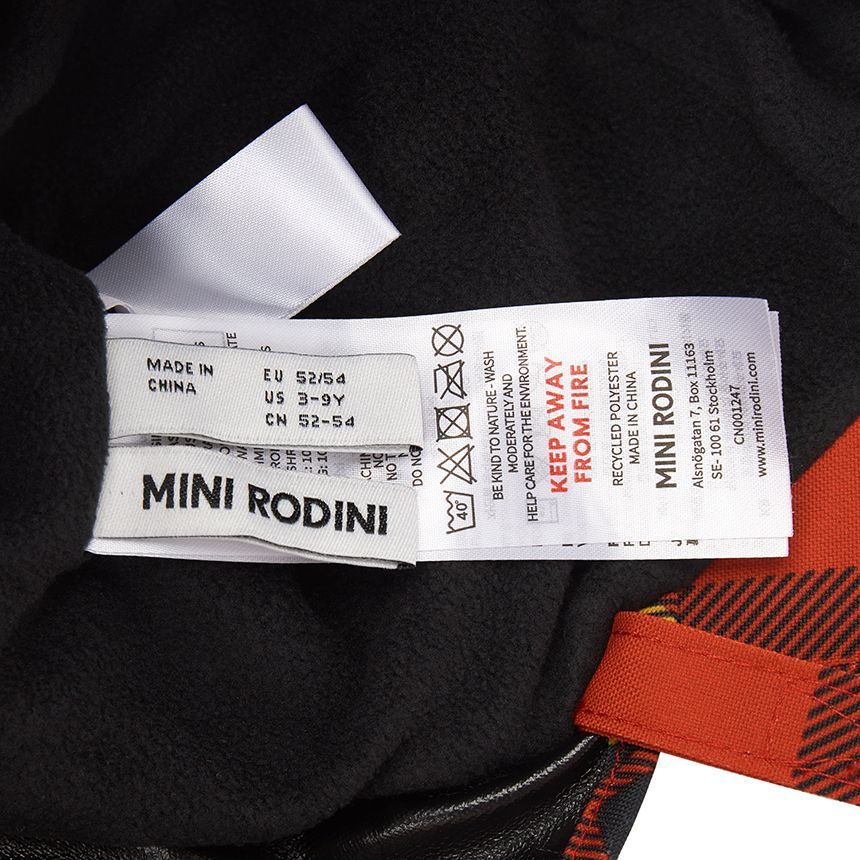 MADE IN
CHINA
EU 52/54
US 3-9Y
CN 52-54
MINI RODINI
40°
BE KIND TO NATURE - WASH
MODERATELY AND
HELP CARE FOR THE ENVIRONMENT.
KEEP AWAY
FROM FIRE
RECYCLED POLYESTER
MADE IN CHINA
MINI RODINI
Alsnögatan 7, Box 11163
SE-100 61 Stockholm
CN001247
www.minirodini.com